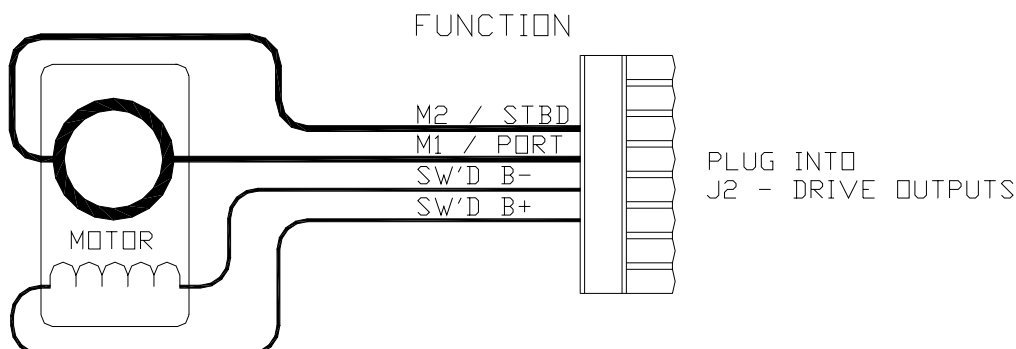 FUNCTION
M2 / STBD
M1 / PORT
SW'D B-
SW'D B+
PLUG INTO
J2 - DRIVE OUTPUTS
MOTOR